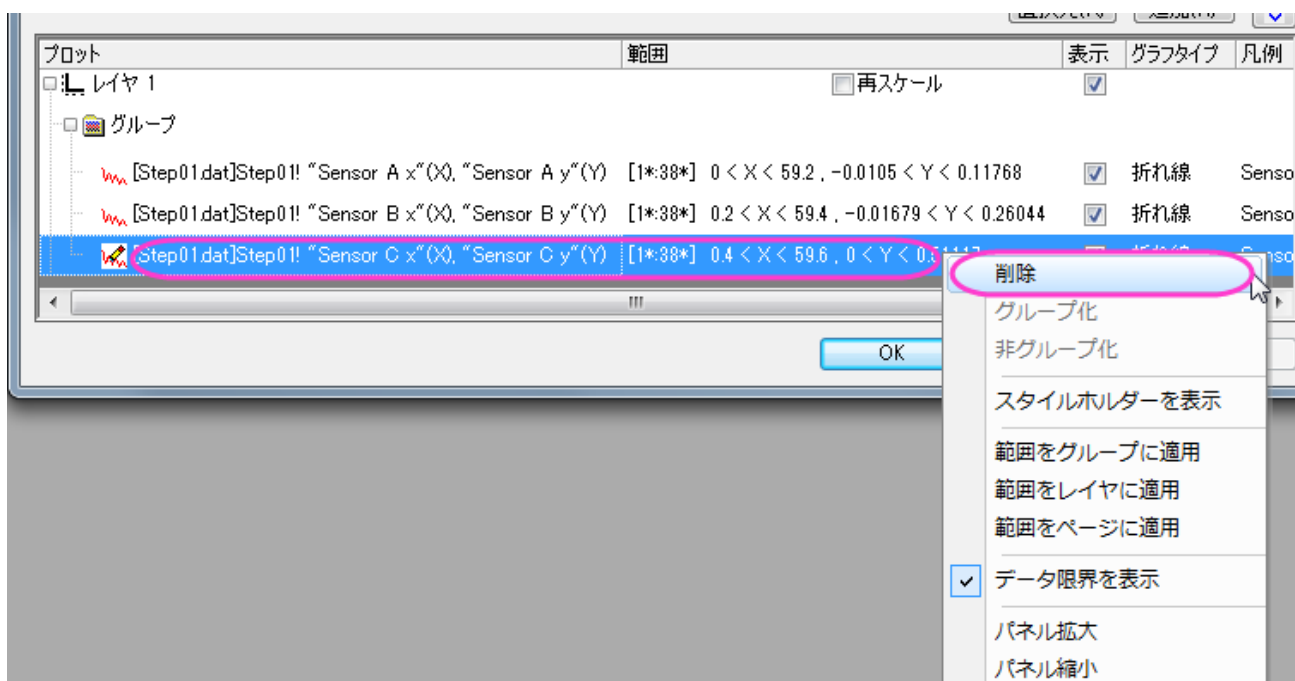 プロット 範囲 表示 グラフタイプ 凡例
レイヤ 1 再スケール
グループ
[Step01.dat]Step01! "Sensor A x"(X), "Sensor A y"(Y) [1*:38*] 0 < X < 59.2 , -0.0105 < Y < 0.11768 折れ線 Senso
[Step01.dat]Step01! "Sensor B x"(X), "Sensor B y"(Y) [1*:38*] 0.2 < X < 59.4 , -0.01679 < Y < 0.26044 折れ線 Senso
[Step01.dat]Step01! "Sensor C x"(X), "Sensor C y"(Y) [1*:38*] 0.4 < X < 59.6 , 0 < Y <
削除
グループ化
OK 非グループ化
スタイルホルダーを表示
範囲をグループに適用
範囲をレイヤに適用
範囲をページに適用
データ限界を表示
パネル拡大
パネル縮小